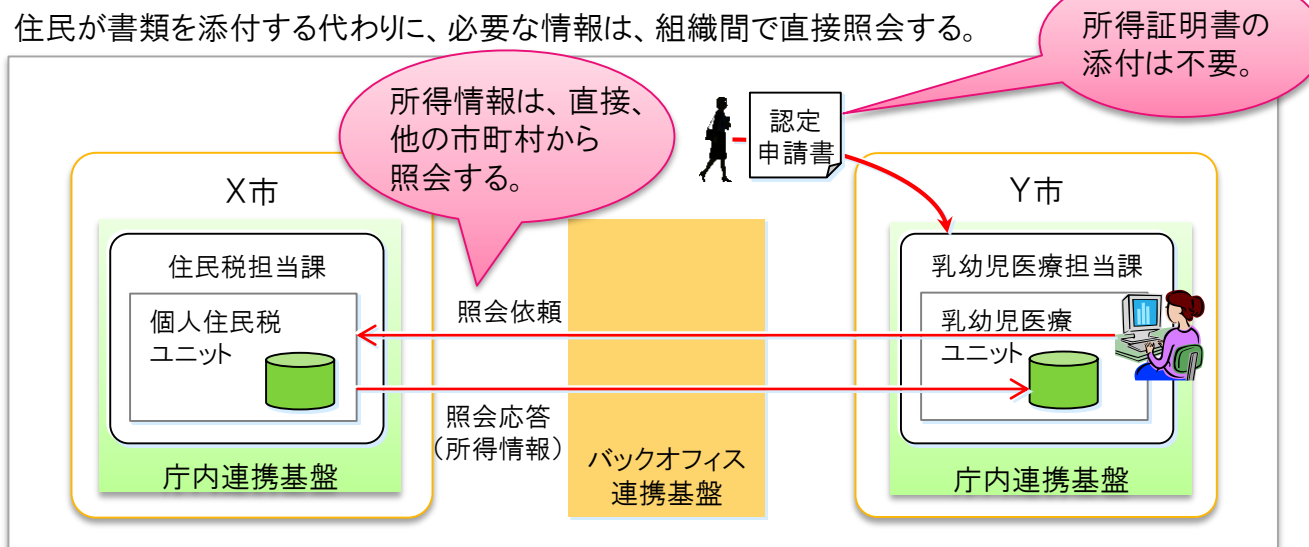 住民が書類を添付する代わりに、必要な情報は、組織間で直接照会する。
所得証明書の
添付は不要。
所得情報は、直接、
他の市町村から
照会する。
認定
申請書
X市
住民税担当課
個人住民税
ユニット
庁内連携基盤
照会依頼
照会応答
(所得情報)
バックオフィス
連携基盤
Y市
乳幼児医療担当課
乳幼児医療
ユニット
庁内連携基盤